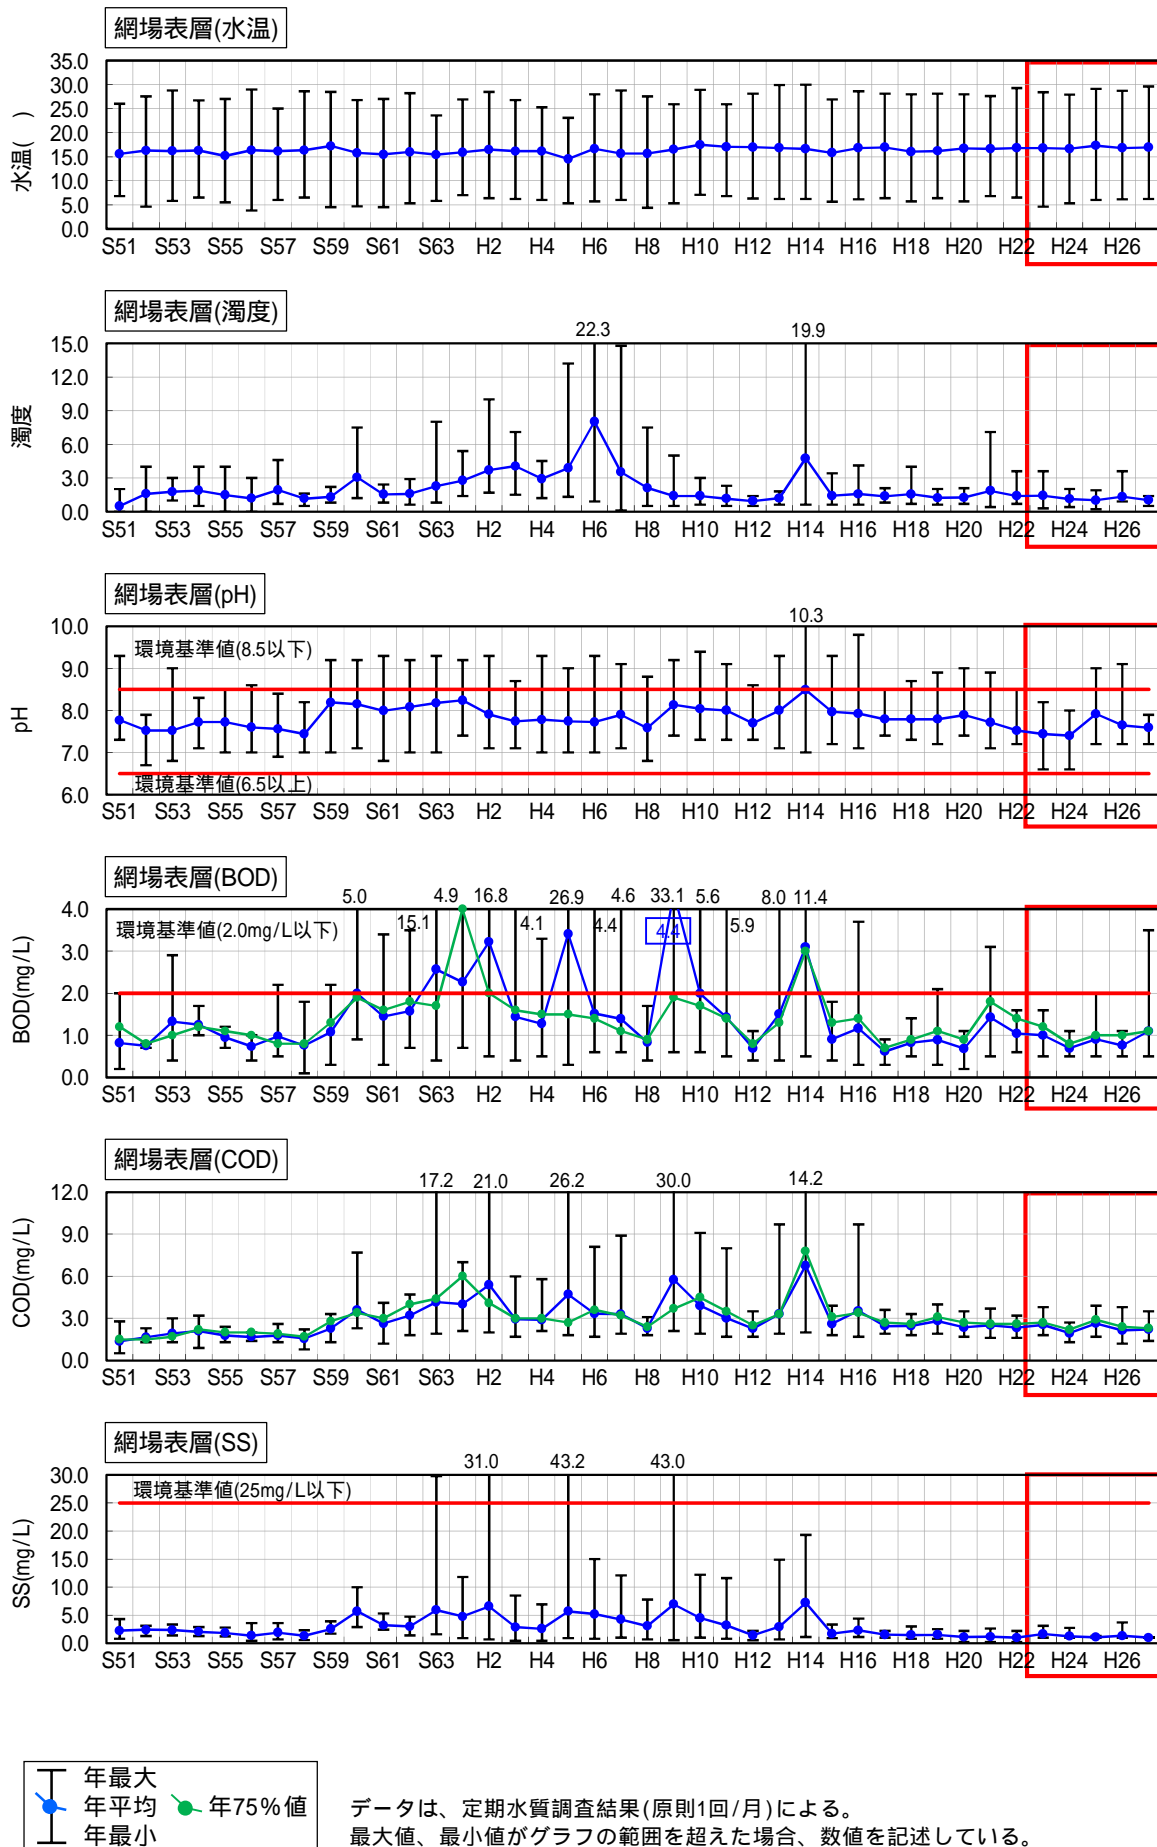 網場表層(水温)
35.0
30.0
25.0
20.0
15.0
10.0
5.0
0.0
水温( )
S51 S53 S55 S57 S59 S61 S63 H2 H4 H6 H8 H10 H12 H14 H16 H18 H20 H22 H24 H26
網場表層(濁度)
22.3 19.9
15.0
12.0
9.0
6.0
3.0
0.0
濁度
S51 S53 S55 S57 S59 S61 S63 H2 H4 H6 H8 H10 H12 H14 H16 H18 H20 H22 H24 H26
網場表層(pH)
10.3
10.0
環境基準値(8.5以下)
9.0
8.0
7.0
環境基準値(6.5以上)
6.0
pH
S51 S53 S55 S57 S59 S61 S63 H2 H4 H6 H8 H10 H12 H14 H16 H18 H20 H22 H24 H26
網場表層(BOD)
5.0 4.9 16.8 26.9 4.6 33.1 5.6 8.0 11.4
4.0
環境基準値(2.0mg/L以下) 15.1 4.1 4.4 4.4 5.9
3.0
2.0
1.0
0.0
BOD(mg/L)
S51 S53 S55 S57 S59 S61 S63 H2 H4 H6 H8 H10 H12 H14 H16 H18 H20 H22 H24 H26
網場表層(COD)
17.2 21.0 26.2 30.0 14.2
12.0
9.0
6.0
3.0
0.0
COD(mg/L)
S51 S53 S55 S57 S59 S61 S63 H2 H4 H6 H8 H10 H12 H14 H16 H18 H20 H22 H24 H26
網場表層(SS)
31.0 43.2 43.0
30.0
環境基準値(25mg/L以下)
25.0
20.0
15.0
10.0
5.0
0.0
SS(mg/L)
S51 S53 S55 S57 S59 S61 S63 H2 H4 H6 H8 H10 H12 H14 H16 H18 H20 H22 H24 H26
年最大
年平均 年75%値
年最小
データは、定期水質調査結果(原則1回/月)による。
最大値、最小値がグラフの範囲を超えた場合、数値を記述している。